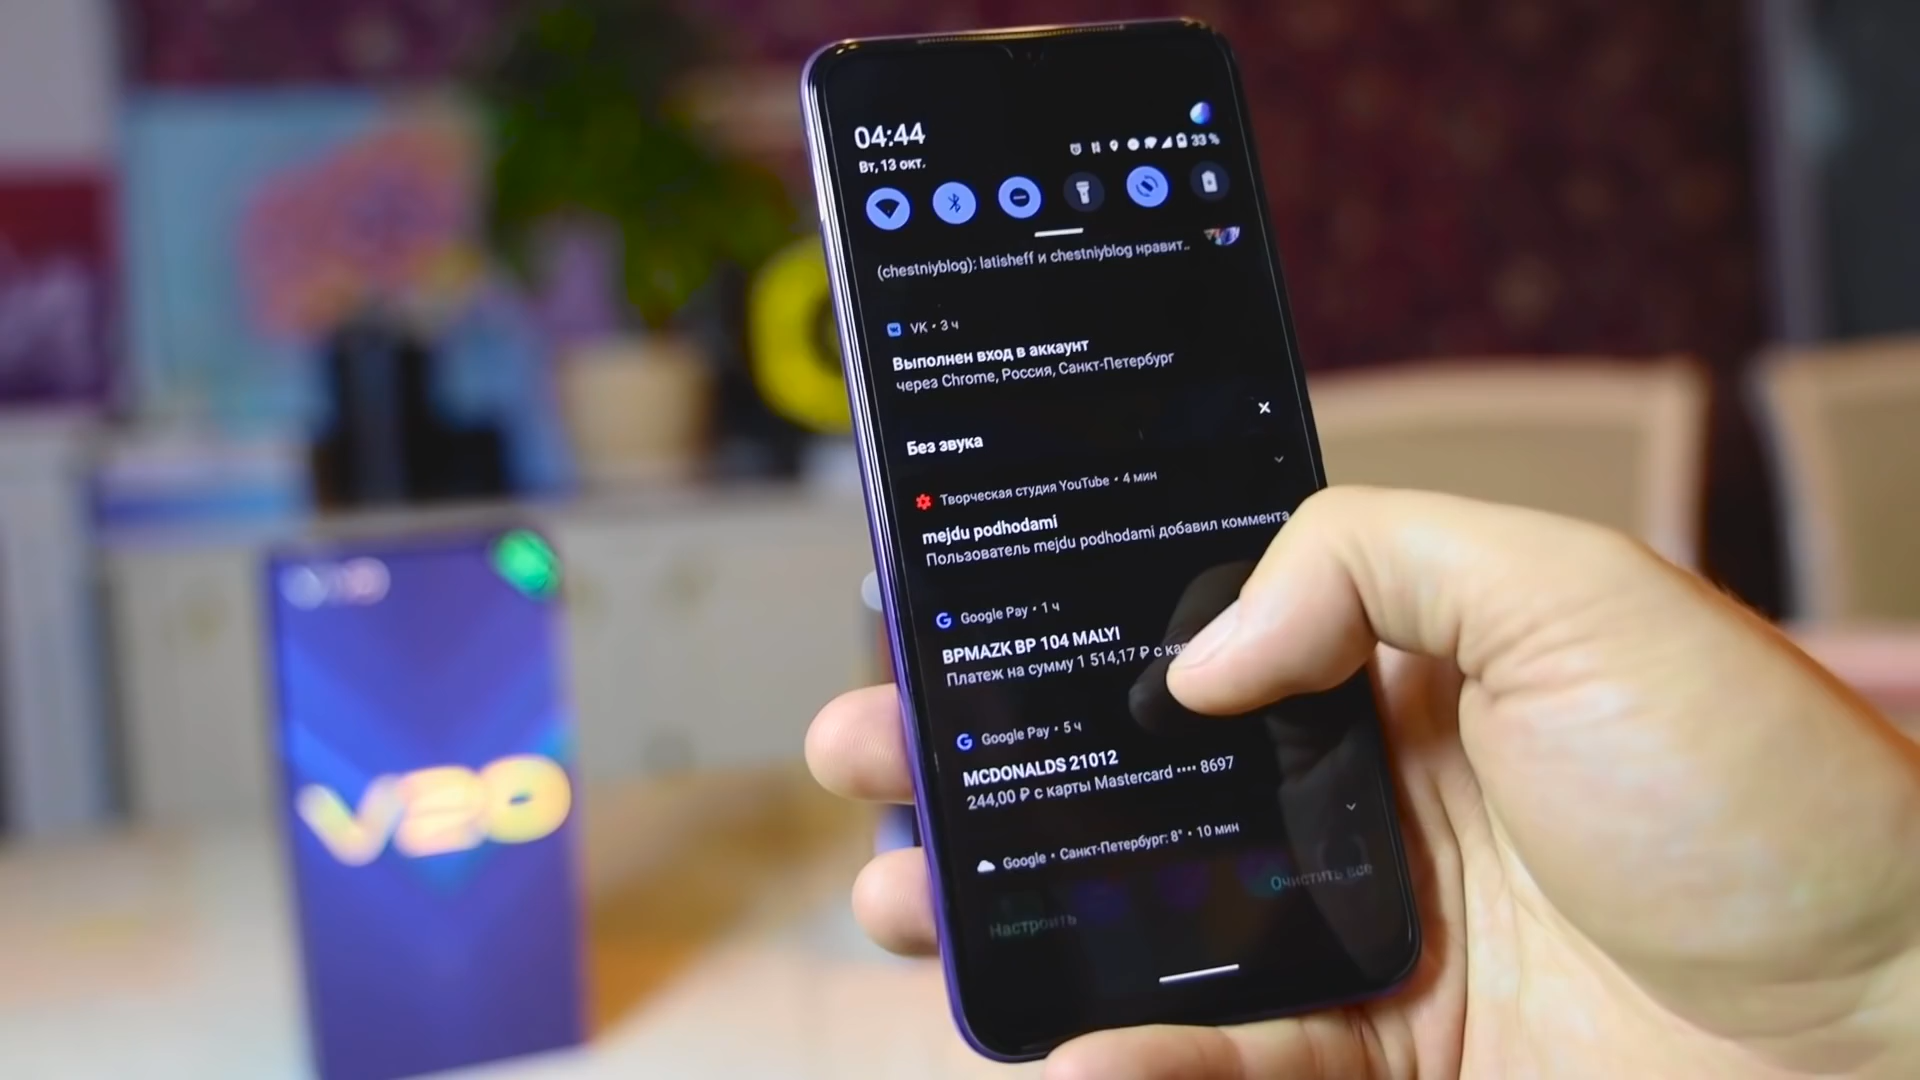 04:44
Вт, 13 окт.
33 %
(chestniyblog): latisheff и chestniyblog нравит..
VK • 3 ч
Выполнен вход в аккаунт
через Chrome, Россия, Санкт-Петербург
Без звука
Творческая студия YouTube • 4 мин
mejdu podhodami
Пользователь mejdu podhodami добавил коммента
Google Pay • 1 ч
BPMAZK BP 104 MALYI
Платеж на сумму 1 514,17 ₽ с кар
Google Pay • 5 ч
MCDONALDS 21012
244,00 ₽ с карты Mastercard •••• 8697
Google • Санкт-Петербург: 8° • 10 мин
Очистить все
Настроить
V20